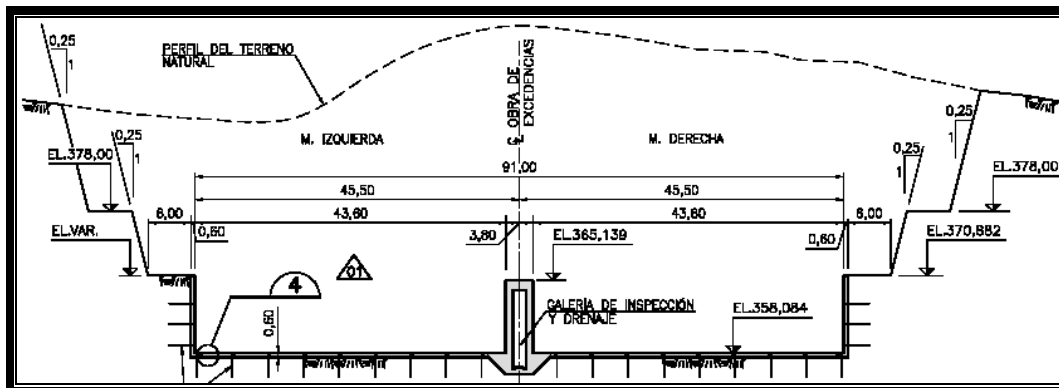 0,25
1
PERFIL DEL TERRENO
NATURAL
OBRA DE
EXCEDENCIAS
0,25
1
M. IZQUIERDA
M. DERECHA
0,25
1
0,25
1
EL.378,00
91,00
EL.378,00
45,50
45,50
6,00
43,60
43,60
6,00
EL.VAR.
0,60
3,80
EL.365,139
0,60
EL.370,882
4
01
GALERÍA DE INSPECCIÓN
Y DRENAJE
EL.358,084
0,60